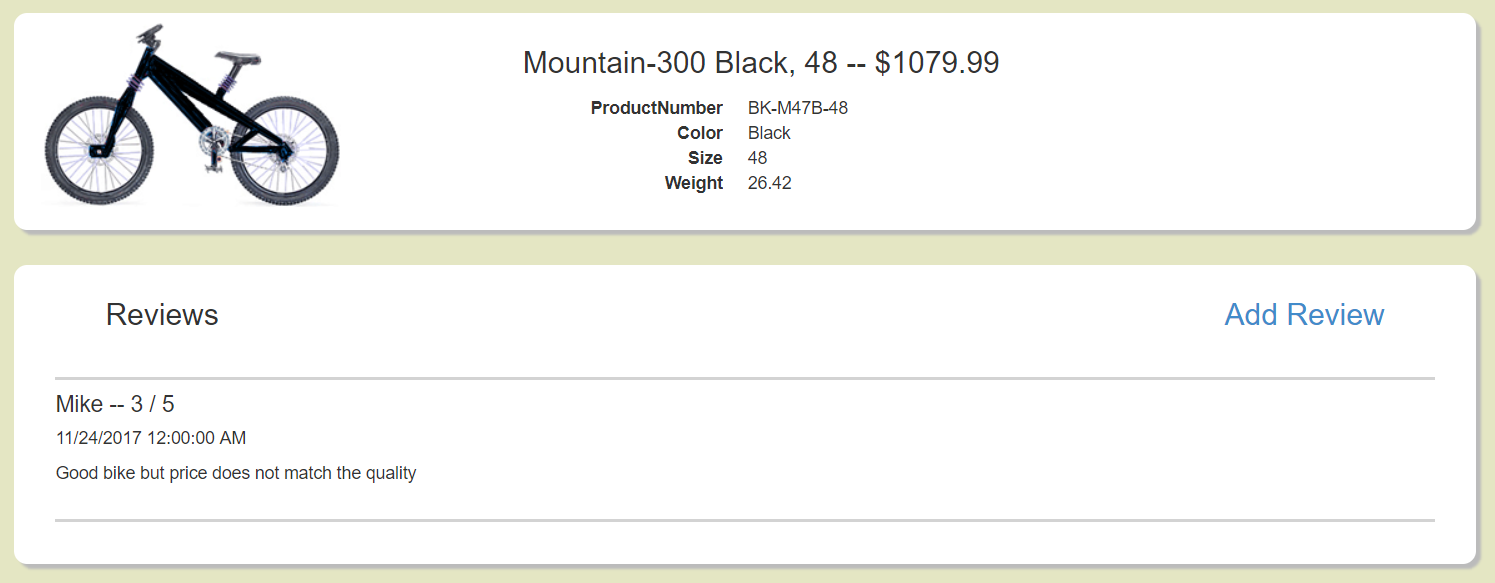 Mountain-300 Black, 48 -- $1079.99
ProductNumber BK-M47B-48
Color Black
Size 48
Weight 26.42
Reviews Add Review
Mike -- 3 / 5
11/24/2017 12:00:00 AM
Good bike but price does not match the quality